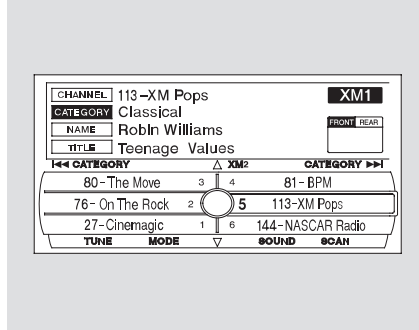 CHANNEL 113-XM Pops XM1
CATEGORY Classical
NAME Robin Williams FRONT REAR
TITLE Teenage Values
CATEGORY XM2 CATEGORY
80-The Move 3 4 81-BPM
76-On The Rock 2 5 113-XM Pops
27-Cinemagic 1 6 144-NASCAR Radio
TUNE MODE SOUND SCAN